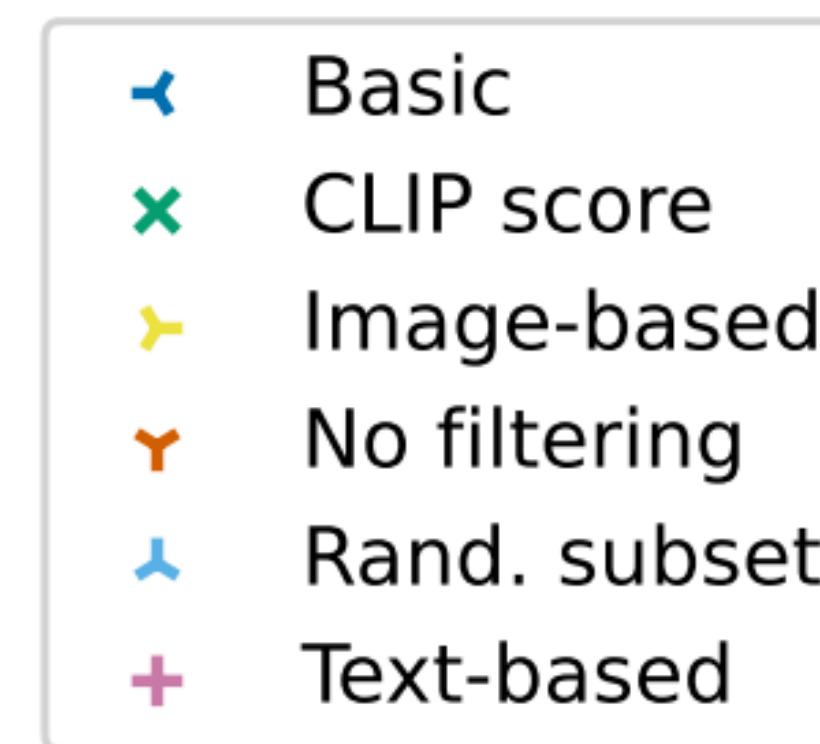 Basic
CLIP score
Image-based
No filtering
Rand. subset
Text-based